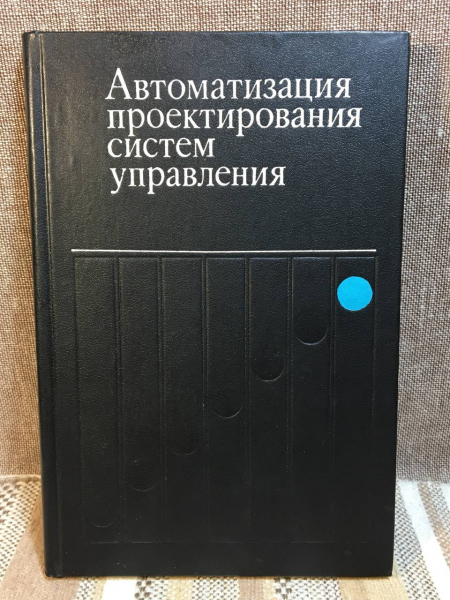 Автоматизация
проектирования
систем
управления